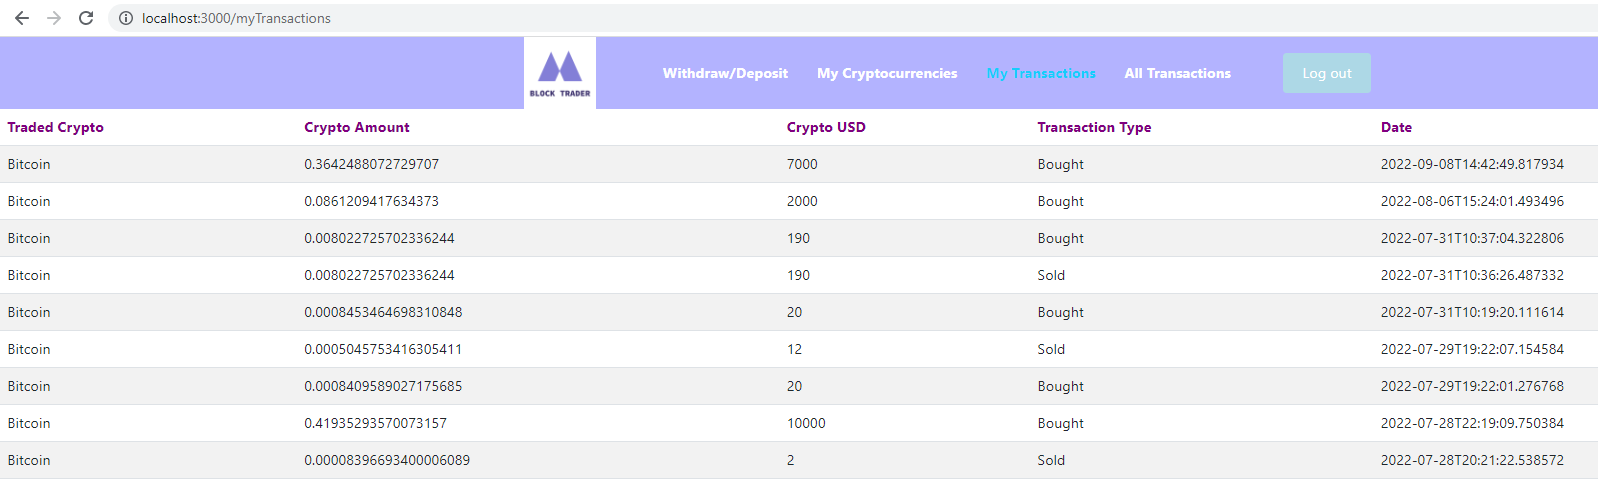 localhost:3000/myTransactions
BLOCK TRADER Withdraw/Deposit My Cryptocurrencies My Transactions All Transactions Log out
Traded Crypto Crypto Amount Crypto USD Transaction Type Date
Bitcoin 0.3642488072729707 7000 Bought 2022-09-08T14:42:49.817934
Bitcoin 0.0861209417634373 2000 Bought 2022-08-06T15:24:01.493496
Bitcoin 0.008022725702336244 190 Bought 2022-07-31T10:37:04.322806
Bitcoin 0.008022725702336244 190 Sold 2022-07-31T10:36:26.487332
Bitcoin 0.0008453464698310848 20 Bought 2022-07-31T10:19:20.111614
Bitcoin 0.0005045753416305411 12 Sold 2022-07-29T19:22:07.154584
Bitcoin 0.0008409589027175685 20 Bought 2022-07-29T19:22:01.276768
Bitcoin 0.41935293570073157 10000 Bought 2022-07-28T22:19:09.750384
Bitcoin 0.00008396693400006089 2 Sold 2022-07-28T20:21:22.538572